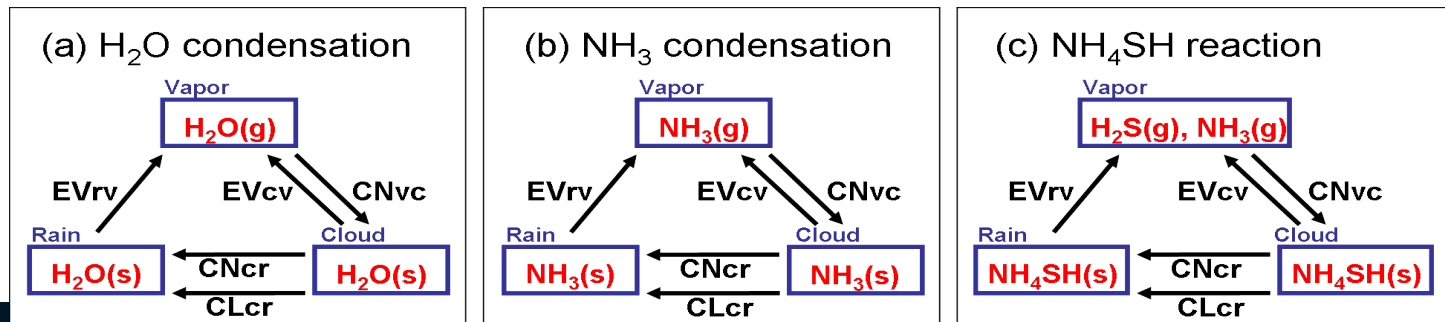 (a) H₂O condensation
Vapor
H₂O(g)
EVrv
EVcv
CNvc
Rain
Cloud
H₂O(s)
CNcr
H₂O(s)
CLcr
(b) NH₃ condensation
Vapor
NH₃(g)
EVrv
EVcv
CNvc
Rain
Cloud
NH₃(s)
CNcr
NH₃(s)
CLcr
(c) NH₄SH reaction
Vapor
H₂S(g), NH₃(g)
EVrv
EVcv
CNvc
Rain
Cloud
NH₄SH(s)
CNcr
NH₄SH(s)
CLcr